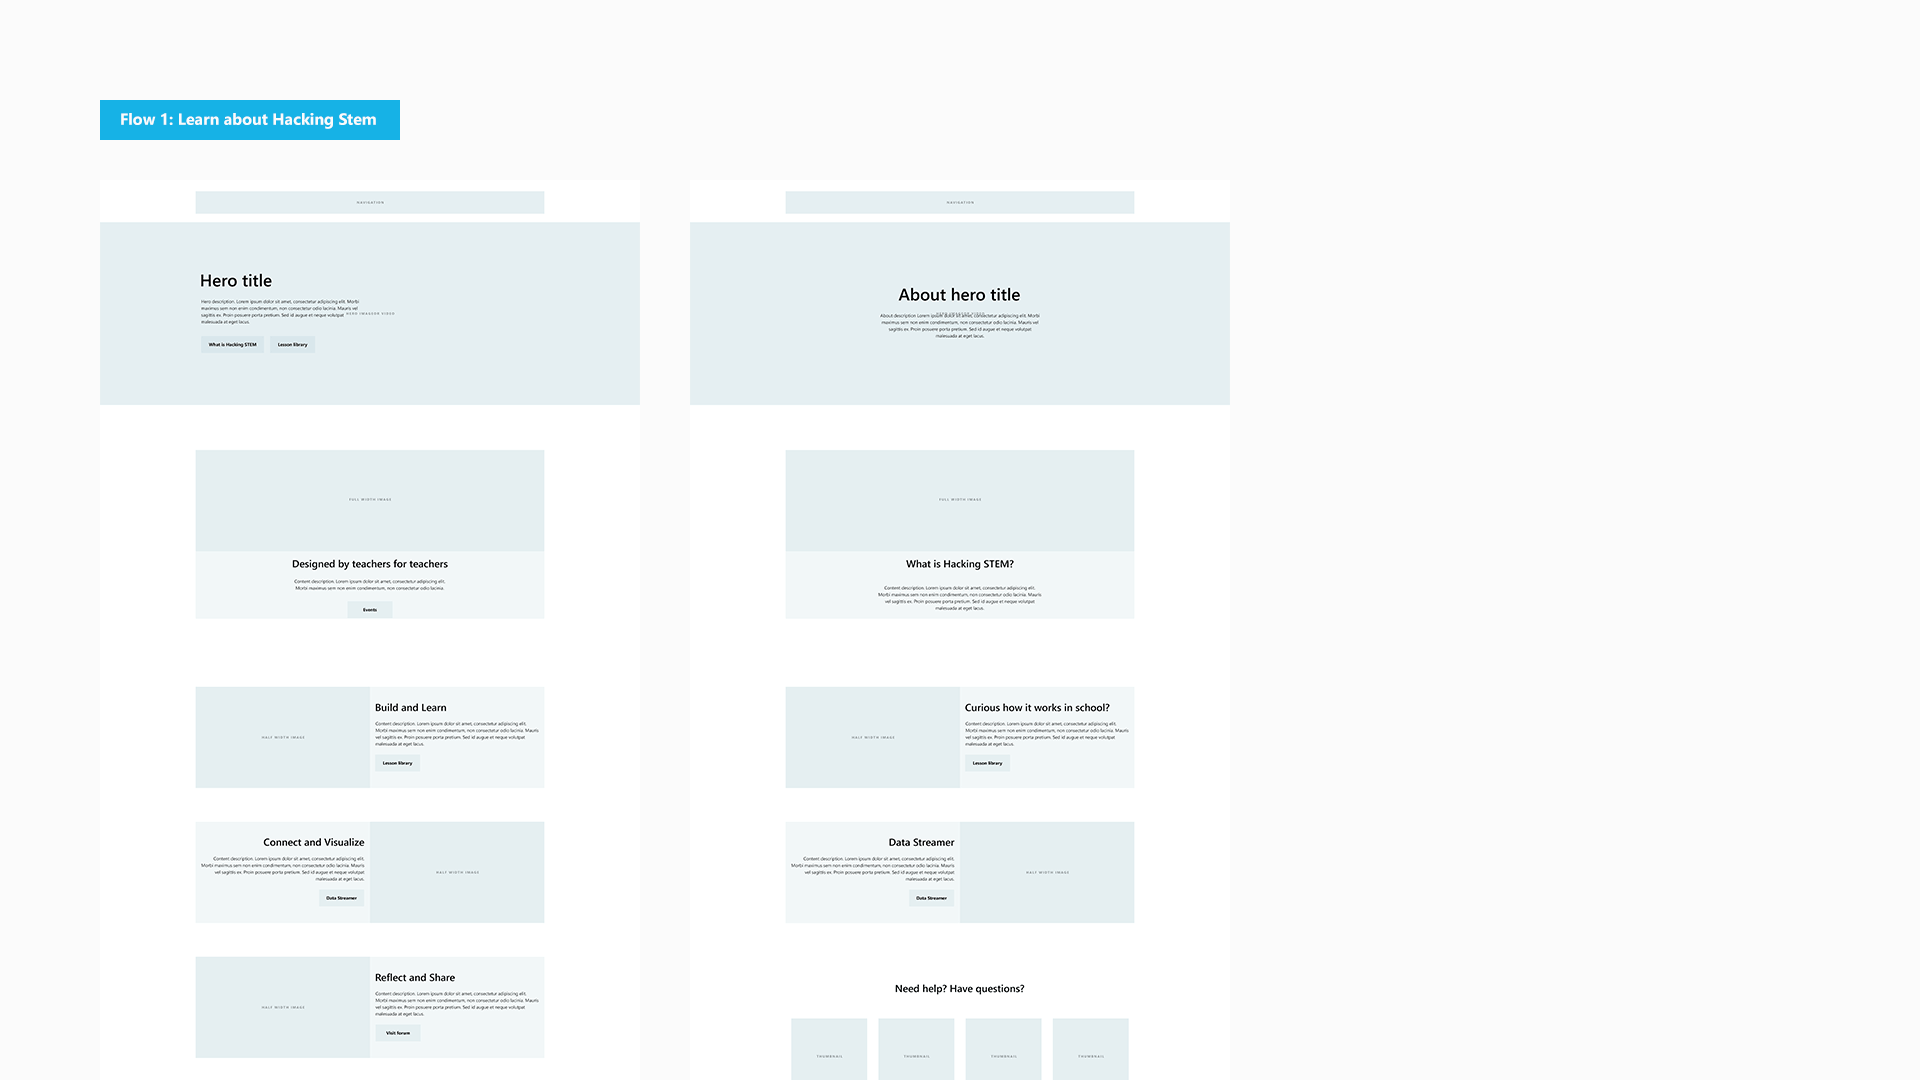 Flow 1: Learn about Hacking Stem
NAVIGATION
Hero title
Hero description. Lorem ipsum dolor sit amet, consectetur adipiscing elit. Morbi
maximus sem non enim condimentum, non consectetur odio lacinia. Mauris vel
sagittis ex. Proin posuere porta pretium. Sed id augue et neque volutpat
malesuada at eget lacus.
HERO IMAGEOR VIDEO
What is Hacking STEM
Lesson library
FULL WIDTH IMAGE
Designed by teachers for teachers
Content description. Lorem ipsum dolor sit amet, consectetur adipiscing elit.
Morbi maximus sem non enim condimentum, non consectetur odio lacinia.
Events
HALF WIDTH IMAGE
Build and Learn
Content description. Lorem ipsum dolor sit amet, consectetur adipiscing elit.
Morbi maximus sem non enim condimentum, non consectetur odio lacinia. Mauris
vel sagittis ex. Proin posuere porta pretium. Sed id augue et neque volutpat
malesuada at eget lacus.
Lesson library
Connect and Visualize
Content description. Lorem ipsum dolor sit amet, consectetur adipiscing elit.
Morbi maximus sem non enim condimentum, non consectetur odio lacinia. Mauris
vel sagittis ex. Proin posuere porta pretium. Sed id augue et neque volutpat
malesuada at eget lacus.
Data Streamer
HALF WIDTH IMAGE
HALF WIDTH IMAGE
Reflect and Share
Content description. Lorem ipsum dolor sit amet, consectetur adipiscing elit.
Morbi maximus sem non enim condimentum, non consectetur odio lacinia. Mauris
vel sagittis ex. Proin posuere porta pretium. Sed id augue et neque volutpat
malesuada at eget lacus.
Visit forum
NAVIGATION
About hero title
About description Lorem ipsum dolor sit amet, consectetur adipiscing elit. Morbi
maximus sem non enim condimentum, non consectetur odio lacinia. Mauris vel
sagittis ex. Proin posuere porta pretium. Sed id augue et neque volutpat
malesuada at eget lacus.
FULL WIDTH IMAGE
What is Hacking STEM?
Content description. Lorem ipsum dolor sit amet, consectetur adipiscing elit.
Morbi maximus sem non enim condimentum, non consectetur odio lacinia. Mauris
vel sagittis ex. Proin posuere porta pretium. Sed id augue et neque volutpat
malesuada at eget lacus.
HALF WIDTH IMAGE
Curious how it works in school?
Content description. Lorem ipsum dolor sit amet, consectetur adipiscing elit.
Morbi maximus sem non enim condimentum, non consectetur odio lacinia. Mauris
vel sagittis ex. Proin posuere porta pretium. Sed id augue et neque volutpat
malesuada at eget lacus.
Lesson library
Data Streamer
Content description. Lorem ipsum dolor sit amet, consectetur adipiscing elit.
Morbi maximus sem non enim condimentum, non consectetur odio lacinia. Mauris
vel sagittis ex. Proin posuere porta pretium. Sed id augue et neque volutpat
malesuada at eget lacus.
Data Streamer
HALF WIDTH IMAGE
Need help? Have questions?
THUMBNAIL THUMBNAIL THUMBNAIL THUMBNAIL